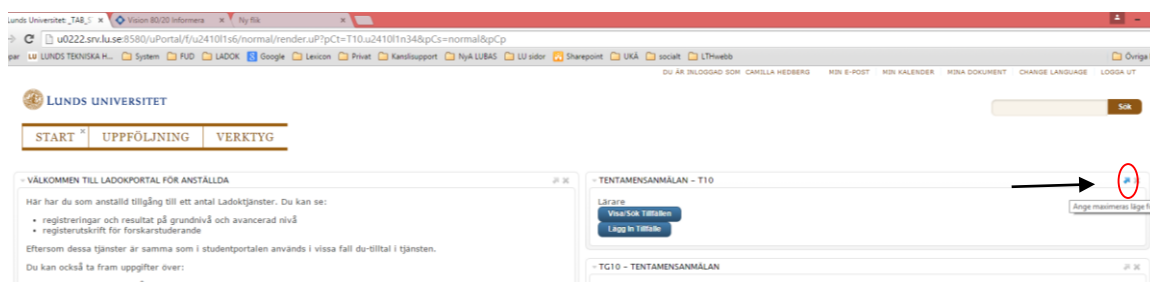 Lunds Universitet: _TAB_S × Vision 80/20 Informera × Ny flik ×
u0222.srv.lu.se:8580/uPortal/f/u2410l1s6/normal/render.uP?pCt=T10.u2410l1n34&pCs=normal&pCp
par LU LUNDS TEKNISKA H... System FUD LADOK Google Lexicon Privat Kanslisupport NyA LUBAS LU sidor Sharepoint UKÄ socialt LTHwebb Övriga
DU ÄR INLOGGAD SOM CAMILLA HEDBERG MIN E-POST MIN KALENDER MINA DOKUMENT CHANGE LANGUAGE LOGGA UT
LUNDS UNIVERSITET
Sök
START × UPPFÖLJNING VERKTYG
VÄLKOMMEN TILL LADOKPORTAL FÖR ANSTÄLLDA
Här har du som anställd tillgång till ett antal Ladoktjänster. Du kan se:
• registreringar och resultat på grundnivå och avancerad nivå
• registerutskrift för forskarstuderande
Eftersom dessa tjänster är samma som i studentportalen används i vissa fall du-tilltal i tjänsten.
Du kan också ta fram uppgifter över:
TENTAMENSANMÄLAN - T10
Lärare
Visa/Sök Tillfällen
Lägg In Tillfälle
Ange maximeras läge f
TG10 - TENTAMENSANMÄLAN